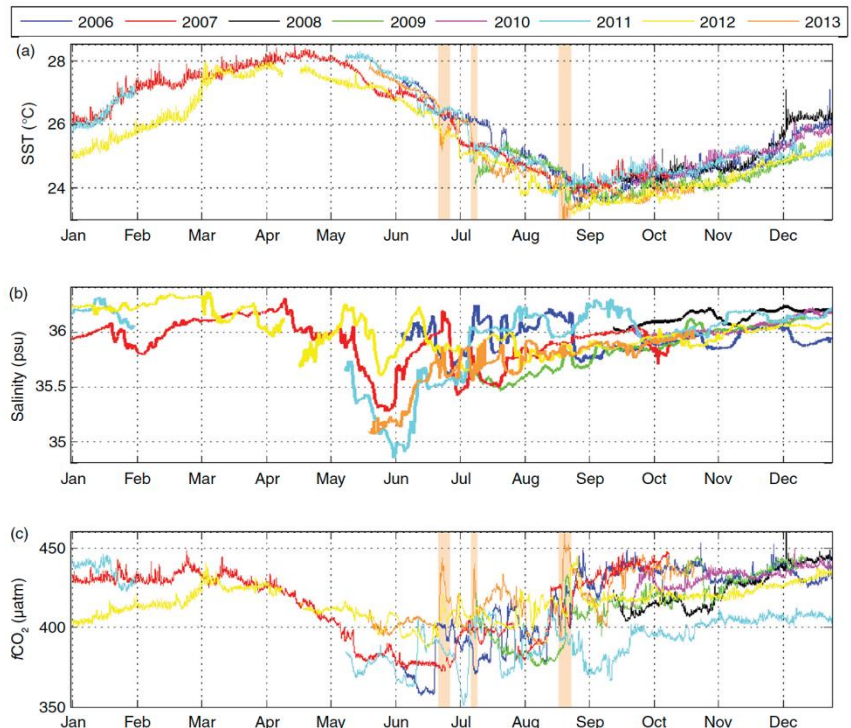 2006 2007 2008 2009 2010 2011 2012 2013
(a)
SST (°C)
28
26
24
Jan Feb Mar Apr May Jun Jul Aug Sep Oct Nov Dec
(b)
Salinity (psu)
36
35.5
35
Jan Feb Mar Apr May Jun Jul Aug Sep Oct Nov Dec
(c)
fCO₂ (µatm)
450
400
350
Jan Feb Mar Apr May Jun Jul Aug Sep Oct Nov Dec